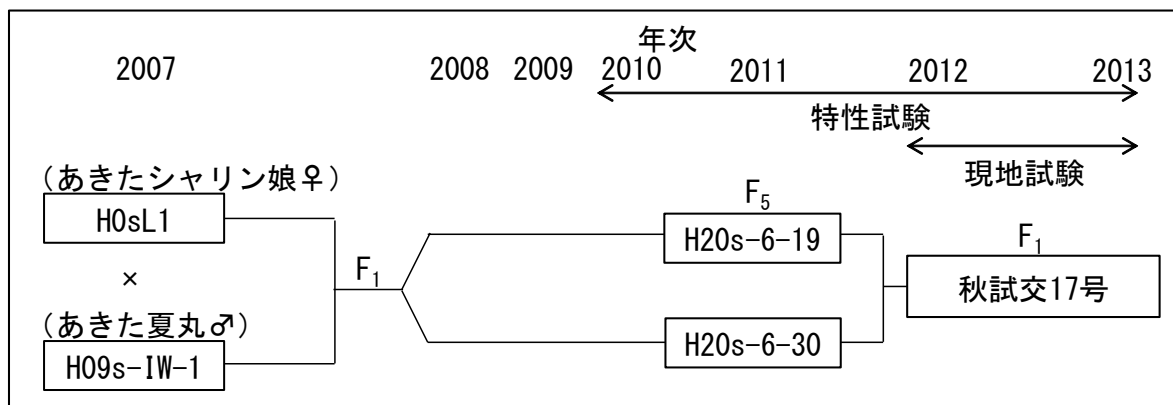 年次
2007 2008 2009 2010 2011 2012 2013
特性試験
現地試験
(あきたシャリン娘♀)
H0sL1
×
(あきた夏丸♂)
H09s-IW-1
F₁
F₅
H20s-6-19
H20s-6-30
F₁
秋試交17号